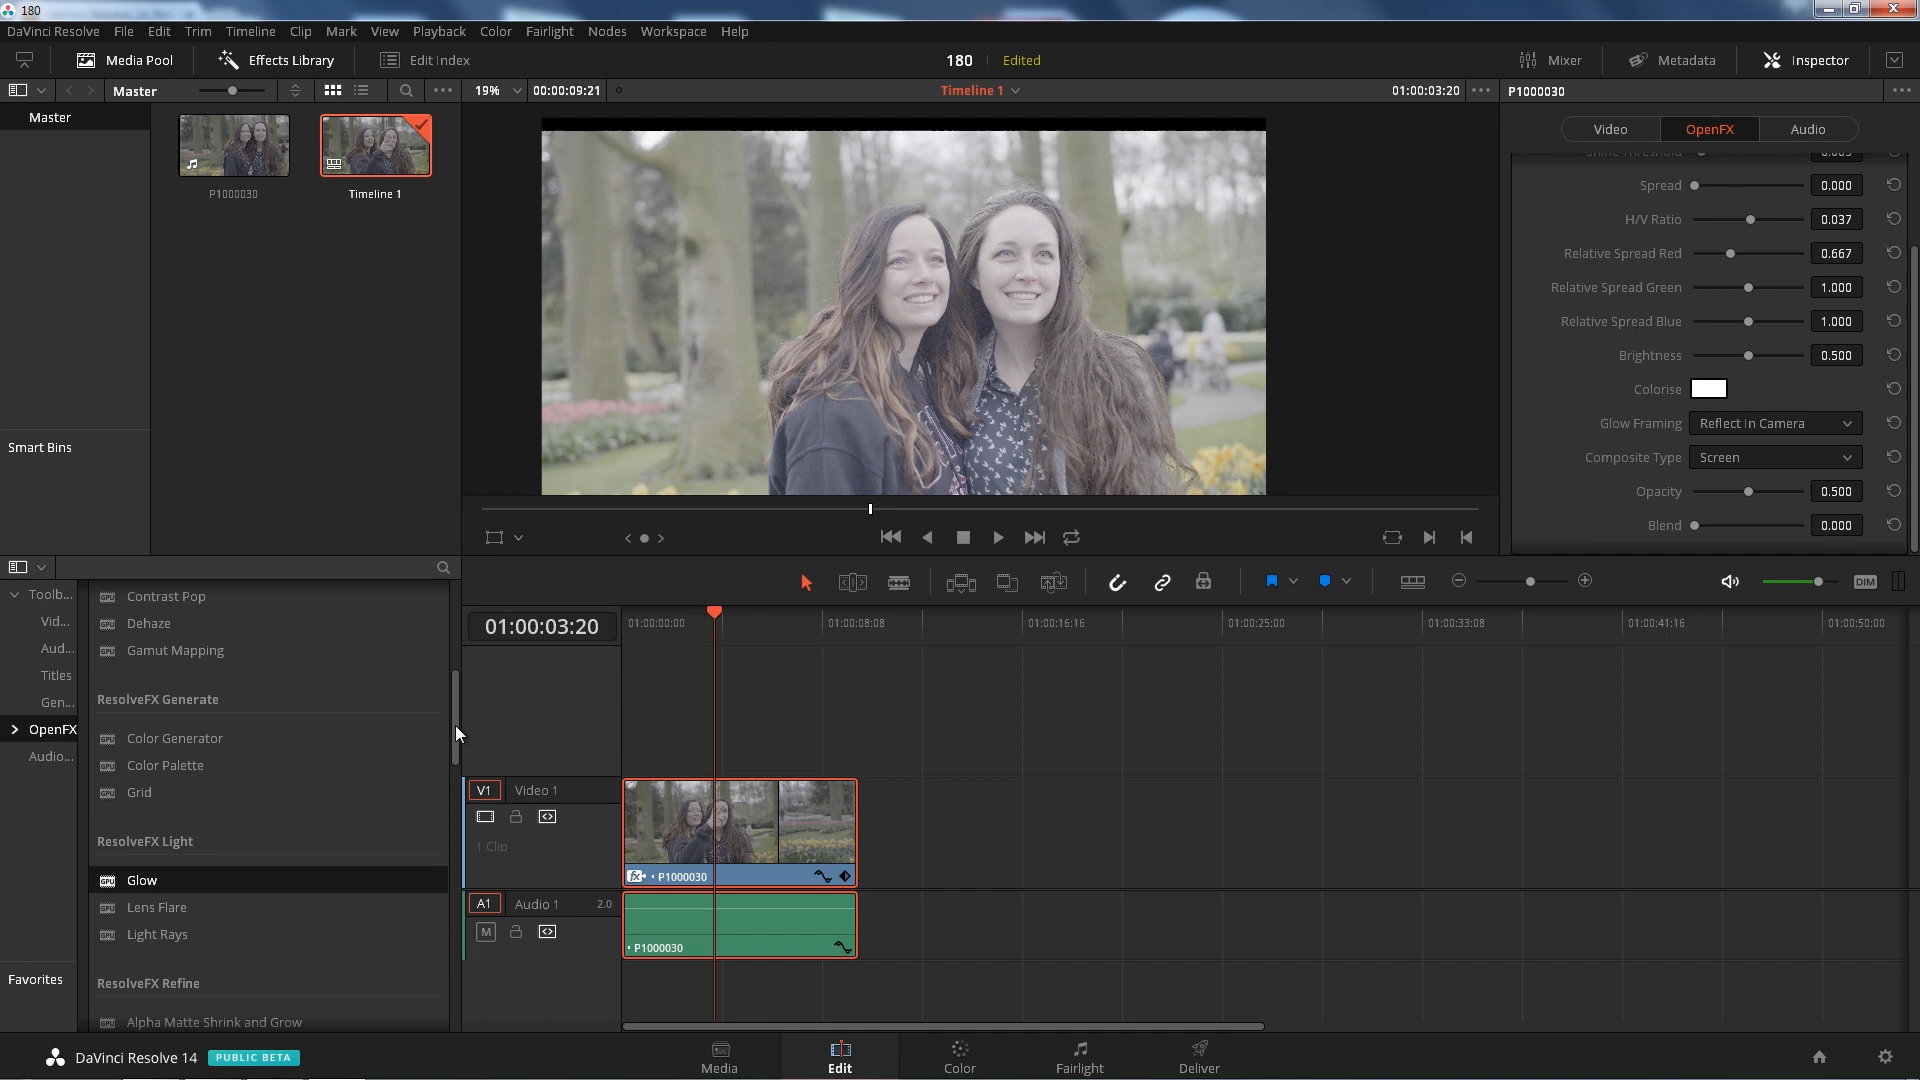 180
DaVinci Resolve File Edit Trim Timeline Clip Mark View Playback Color Fairlight Nodes Workspace Help
Media Pool Effects Library Edit Index 180 Edited Mixer Metadata Inspector
Master 19% 00:00:09:21 Timeline 1 01:00:03:20 P1000030
Master
P1000030 Timeline 1
Smart Bins
Video OpenFX Audio
Spread 0.000
H/V Ratio 0.037
Relative Spread Red 0.667
Relative Spread Green 1.000
Relative Spread Blue 1.000
Brightness 0.500
Colorise
Glow Framing Reflect In Camera
Composite Type Screen
Opacity 0.500
Blend 0.000
Toolb...
Vid...
Aud...
Titles
Gen...
OpenFX
Audio...
Favorites
Contrast Pop
Dehaze
Gamut Mapping
ResolveFX Generate
Color Generator
Color Palette
Grid
ResolveFX Light
Glow
Lens Flare
Light Rays
ResolveFX Refine
Alpha Matte Shrink and Grow
DIM
01:00:03:20 01:00:00:00 01:00:08:08 01:00:16:16 01:00:25:00 01:00:33:08 01:00:41:16 01:00:50:00
V1 Video 1
1 Clip
fx • P1000030
A1 Audio 1 2.0
M
• P1000030
DaVinci Resolve 14 PUBLIC BETA
Media Edit Color Fairlight Deliver